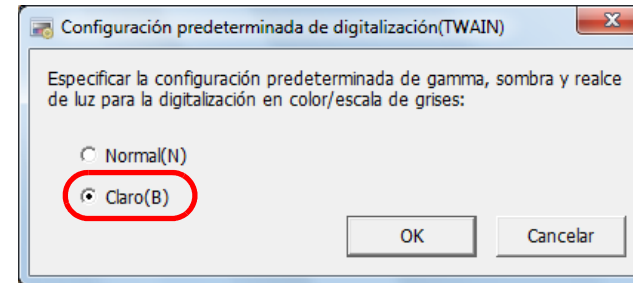 Configuración predeterminada de digitalización(TWAIN)
Especificar la configuración predeterminada de gamma, sombra y realce
de luz para la digitalización en color/escala de grises:
Normal(N)
Claro(B)
OK Cancelar